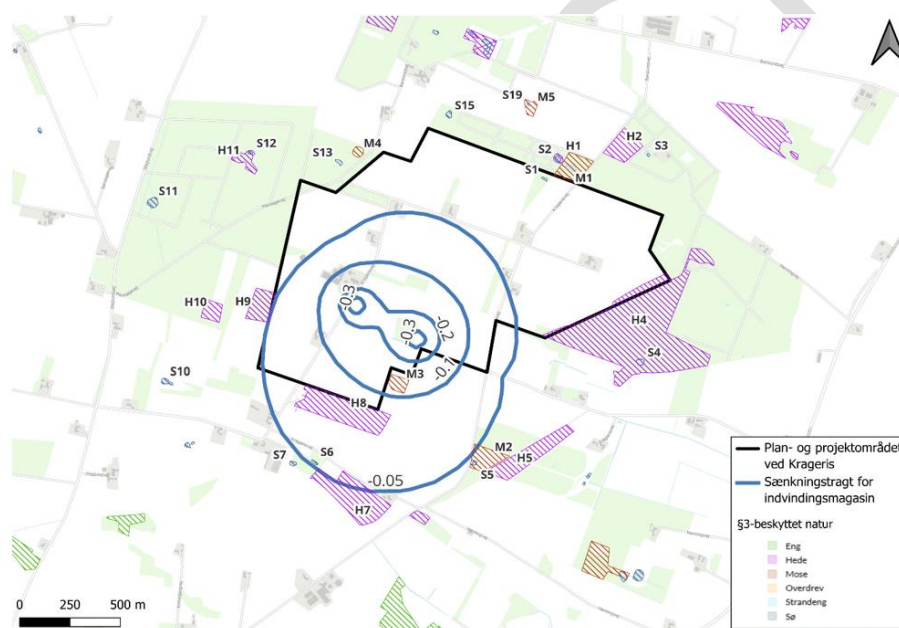 S15
S19 M5
M4
S13
H11
S12
S11
S2
H1
H2
S3
S1
M1
H10
H9
-0.3
-0.3
-0.2
-0.1
H4
S4
S10
M3
H8
S7
S6
M2
H5
S5
-0.05
H7
0 250 500 m
Plan- og projektområdet
ved Krageris
Sænkningstragt for
indvindingsmagasin
§3-beskyttet natur
Eng
Hede
Mose
Overdrev
Strandeng
Sø